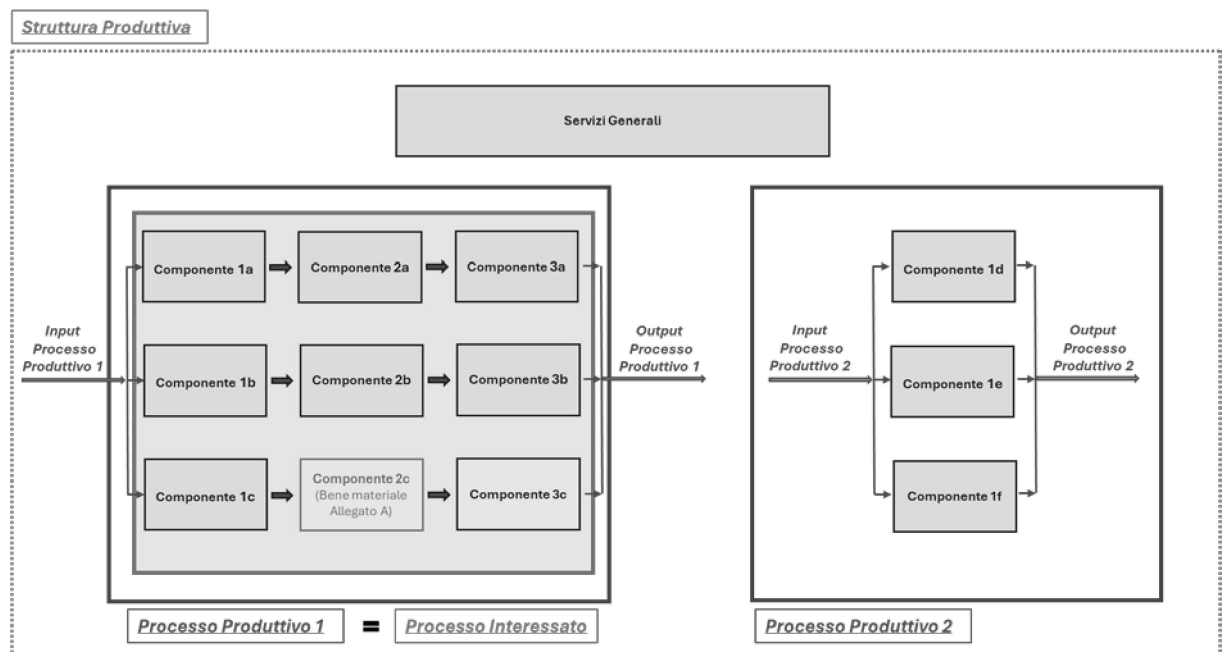 Struttura Produttiva
Servizi Generali
Componente 1a
Componente 2a
Componente 3a
Input
Processo
Produttivo 1
Componente 1b
Componente 2b
Componente 3b
Output
Processo
Produttivo 1
Componente 1c
Componente 2c
(Bene materiale
Allegato A)
Componente 3c
Processo Produttivo 1
=
Processo Interessato
Componente 1d
Input
Processo
Produttivo 2
Componente 1e
Output
Processo
Produttivo 2
Componente 1f
Processo Produttivo 2